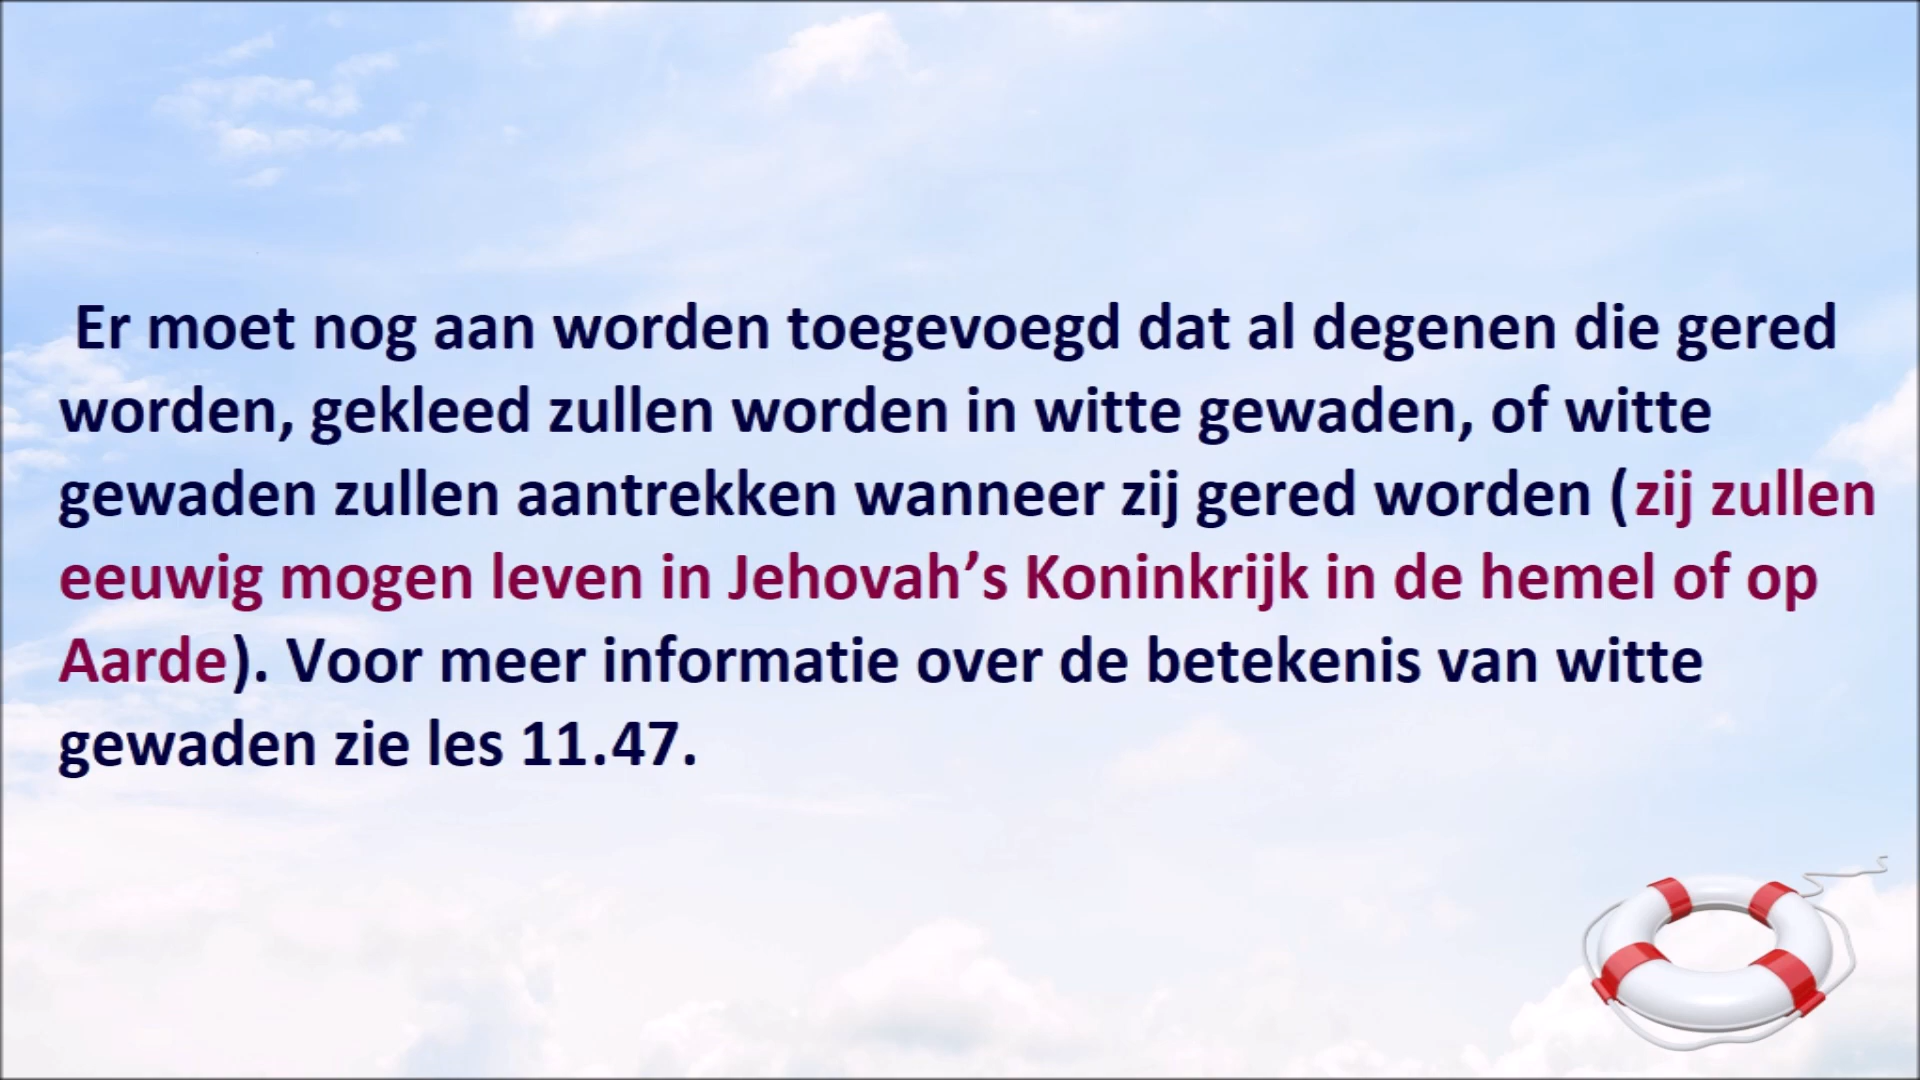 Er moet nog aan worden toegevoegd dat al degenen die gered
worden, gekleed zullen worden in witte gewaden, of witte
gewaden zullen aantrekken wanneer zij gered worden (zij zullen
eeuwig mogen leven in Jehovah’s Koninkrijk in de hemel of op
Aarde). Voor meer informatie over de betekenis van witte
gewaden zie les 11.47.